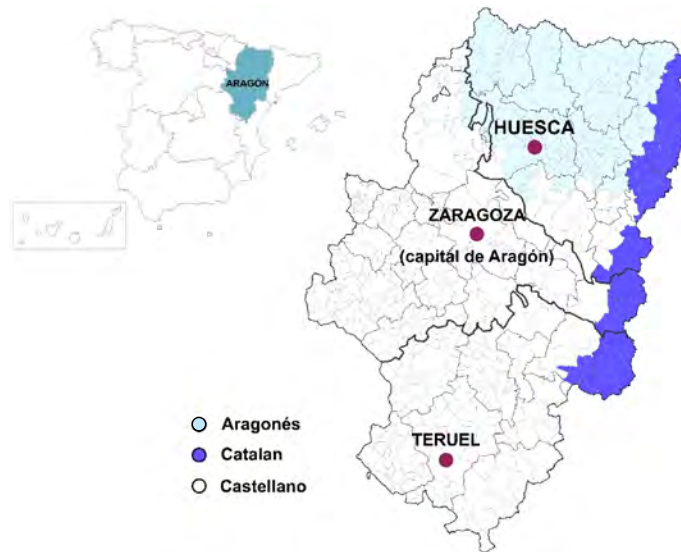 ARAGÓN
HUESCA
ZARAGOZA
(capital de Aragón)
TERUEL
Aragonés
Catalan
Castellano